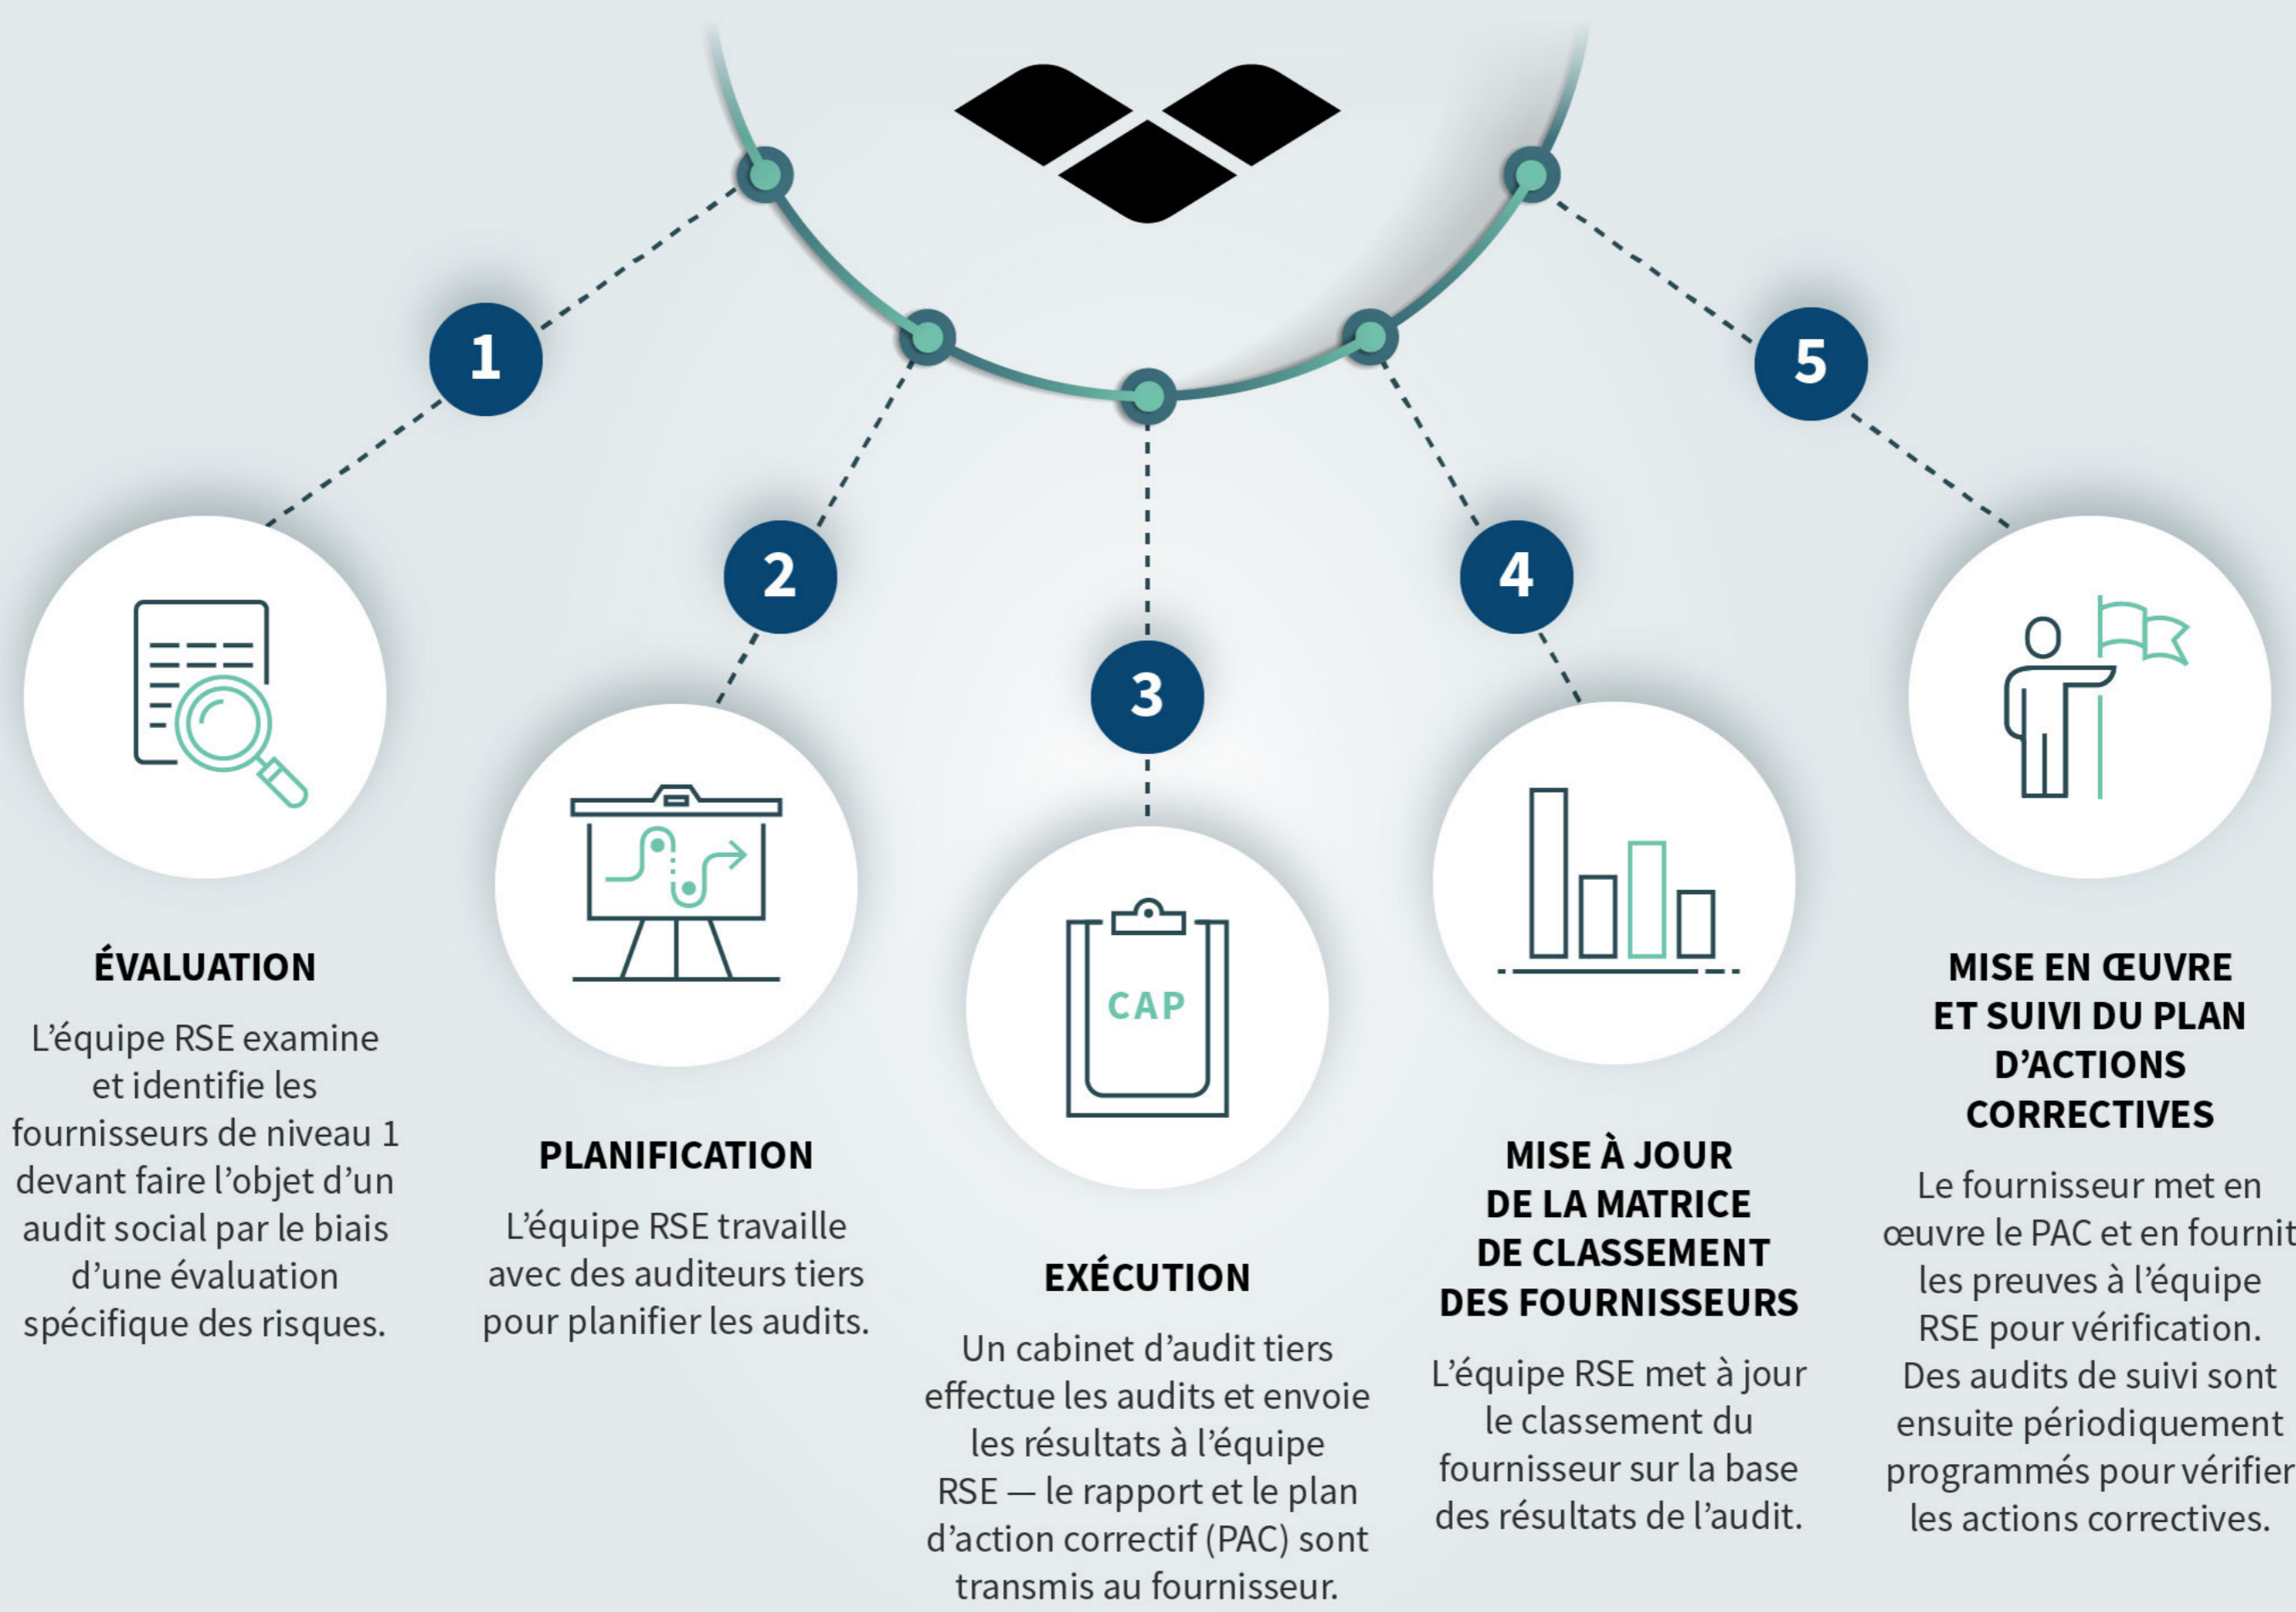 1
ÉVALUATION
L’équipe RSE examine
et identifie les
fournisseurs de niveau 1
devant faire l’objet d’un
audit social par le biais
d’une évaluation
spécifique des risques.
2
PLANIFICATION
L’équipe RSE travaille
avec des auditeurs tiers
pour planifier les audits.
3
CAP
EXÉCUTION
Un cabinet d’audit tiers
effectue les audits et envoie
les résultats à l’équipe
RSE — le rapport et le plan
d’action correctif (PAC) sont
transmis au fournisseur.
4
MISE À JOUR
DE LA MATRICE
DE CLASSEMENT
DES FOURNISSEURS
L’équipe RSE met à jour
le classement du
fournisseur sur la base
des résultats de l’audit.
5
MISE EN ŒUVRE
ET SUIVI DU PLAN
D’ACTIONS
CORRECTIVES
Le fournisseur met en
œuvre le PAC et en fournit
les preuves à l’équipe
RSE pour vérification.
Des audits de suivi sont
ensuite périodiquement
programmés pour vérifier
les actions correctives.